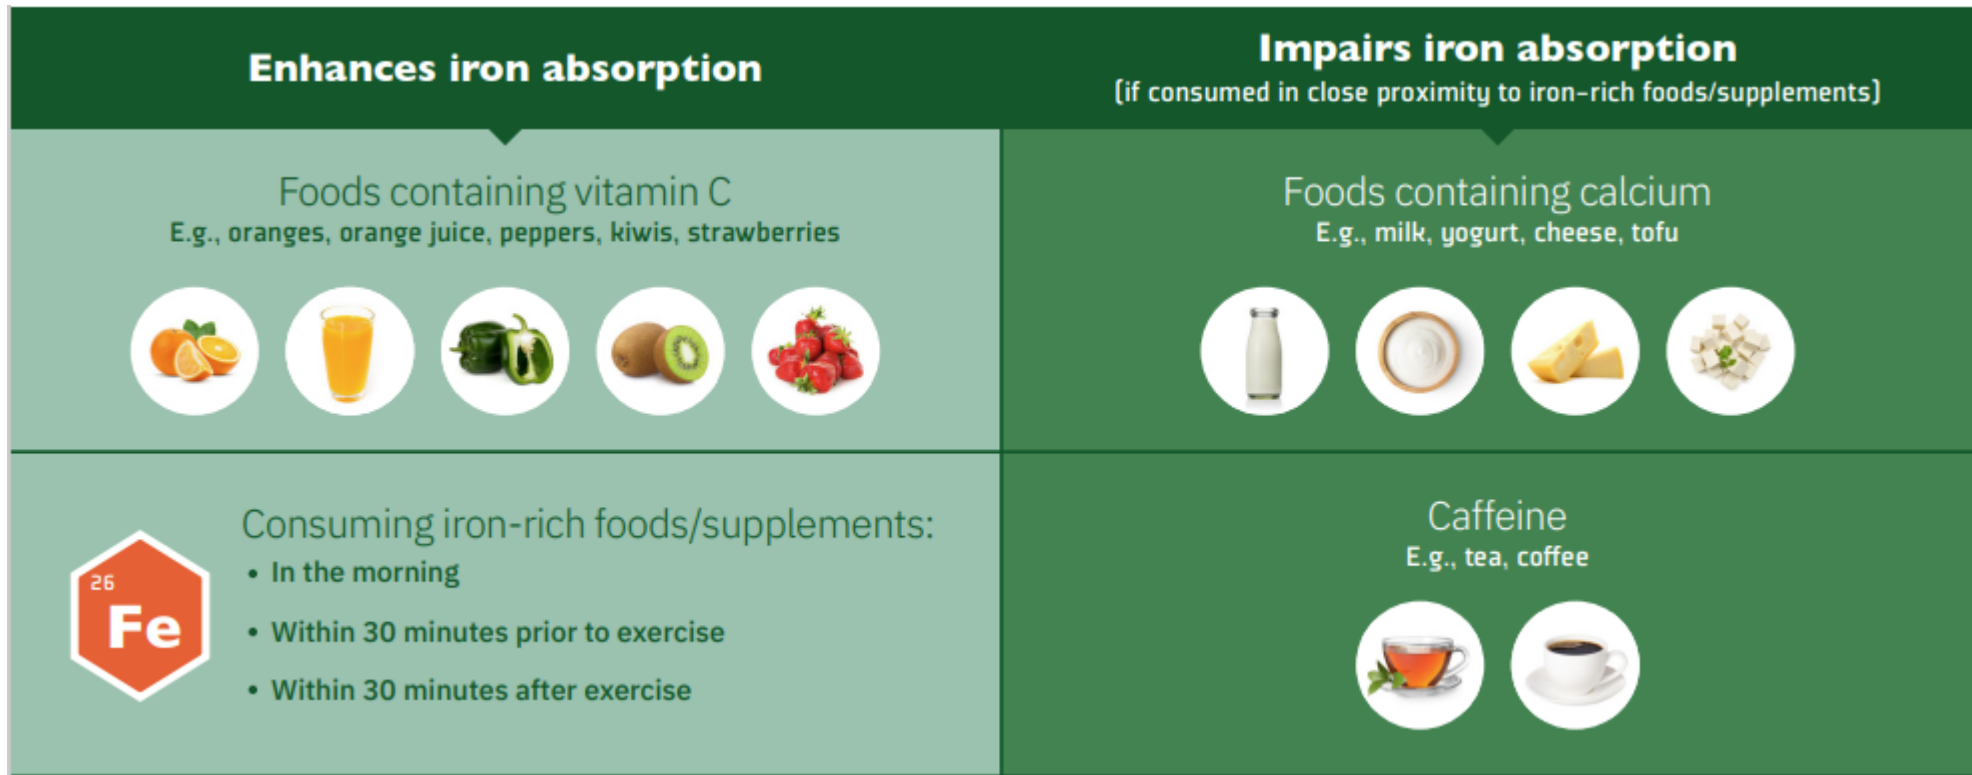 Enhances iron absorption
Impairs iron absorption
(if consumed in close proximity to iron-rich foods/supplements)
Foods containing vitamin C
E.g., oranges, orange juice, peppers, kiwis, strawberries
Foods containing calcium
E.g., milk, yogurt, cheese, tofu
26
Fe
Consuming iron-rich foods/supplements:
• In the morning
• Within 30 minutes prior to exercise
• Within 30 minutes after exercise
Caffeine
E.g., tea, coffee